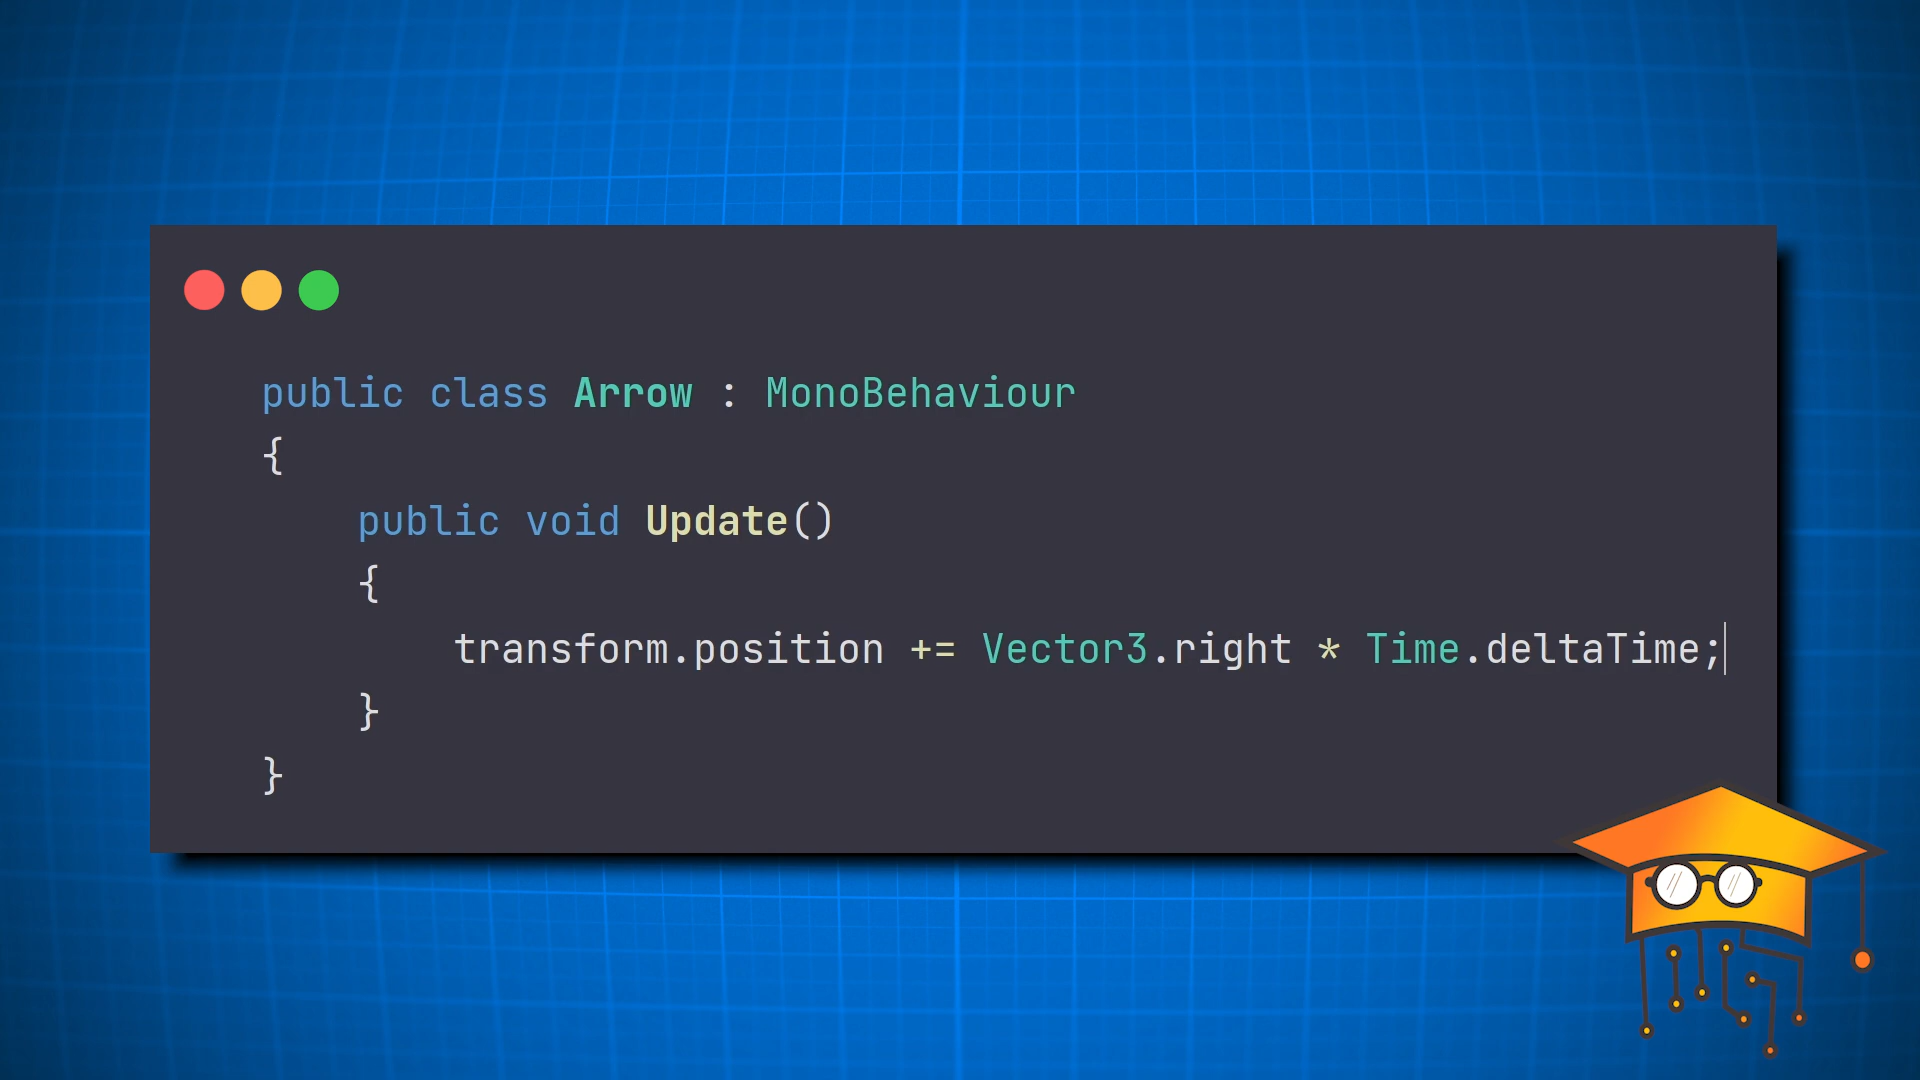 public class Arrow : MonoBehaviour
{
public void Update()
{
transform.position += Vector3.right * Time.deltaTime;
}
}